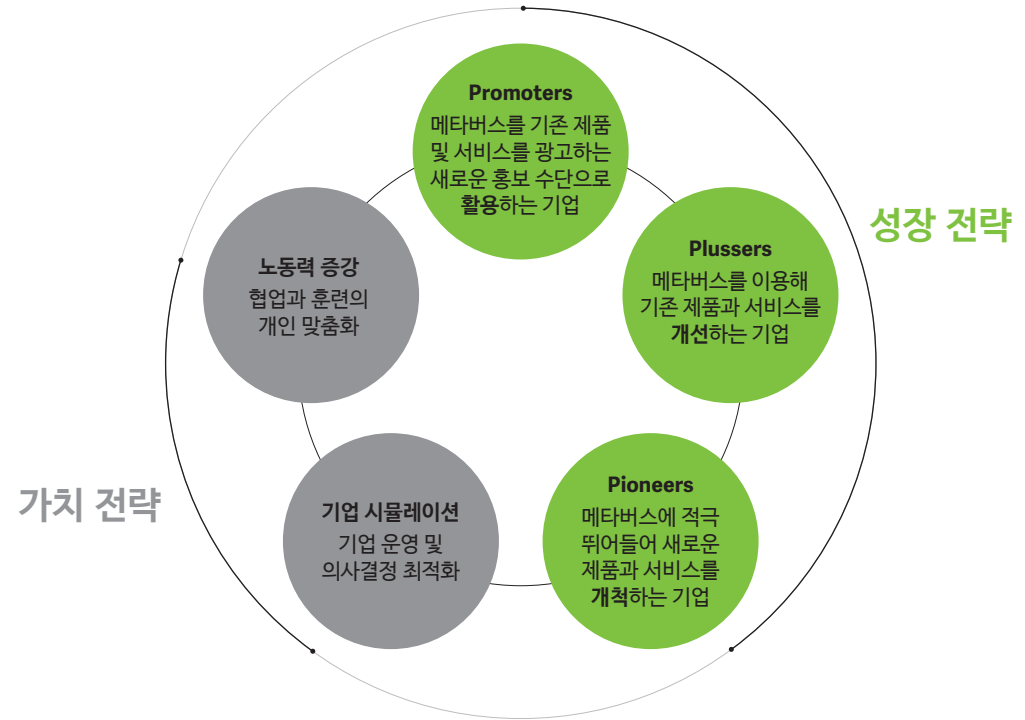 Promoters
메타버스를 기존 제품
및 서비스를 광고하는
새로운 홍보 수단으로
활용하는 기업
성장 전략
Plussers
메타버스를 이용해
기존 제품과 서비스를
개선하는 기업
Pioneers
메타버스에 적극
뛰어들어 새로운
제품과 서비스를
개척하는 기업
가치 전략
기업 시뮬레이션
기업 운영 및
의사결정 최적화
노동력 증강
협업과 훈련의
개인 맞춤화